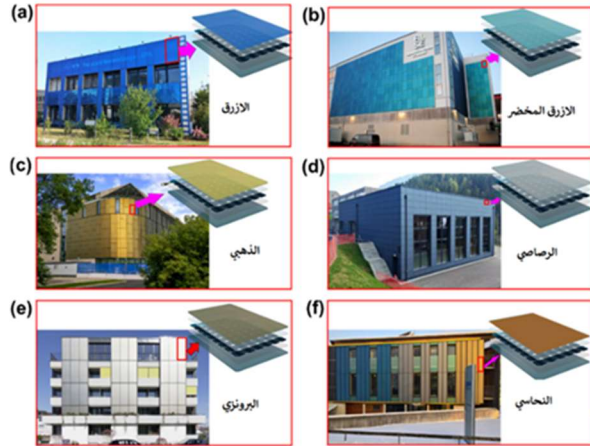 (a)
الازرق
(b)
الازرق المخضر
(c)
الذهبي
(d)
الرصاصي
(e)
البرونزي
(f)
النحاسي